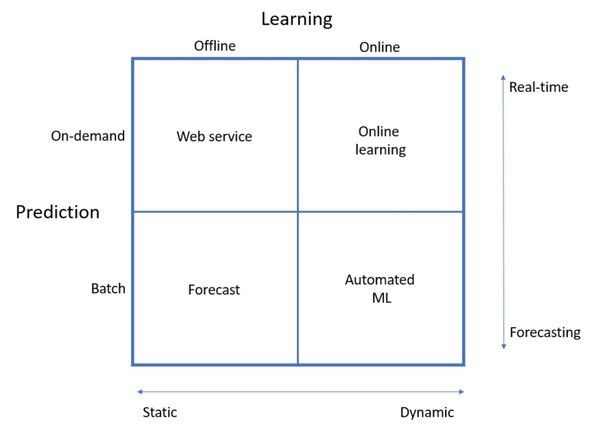 Learning
Offline
Online
Real-time
On-demand
Web service
Online
learning
Prediction
Batch
Forecast
Automated
ML
Forecasting
Static
Dynamic